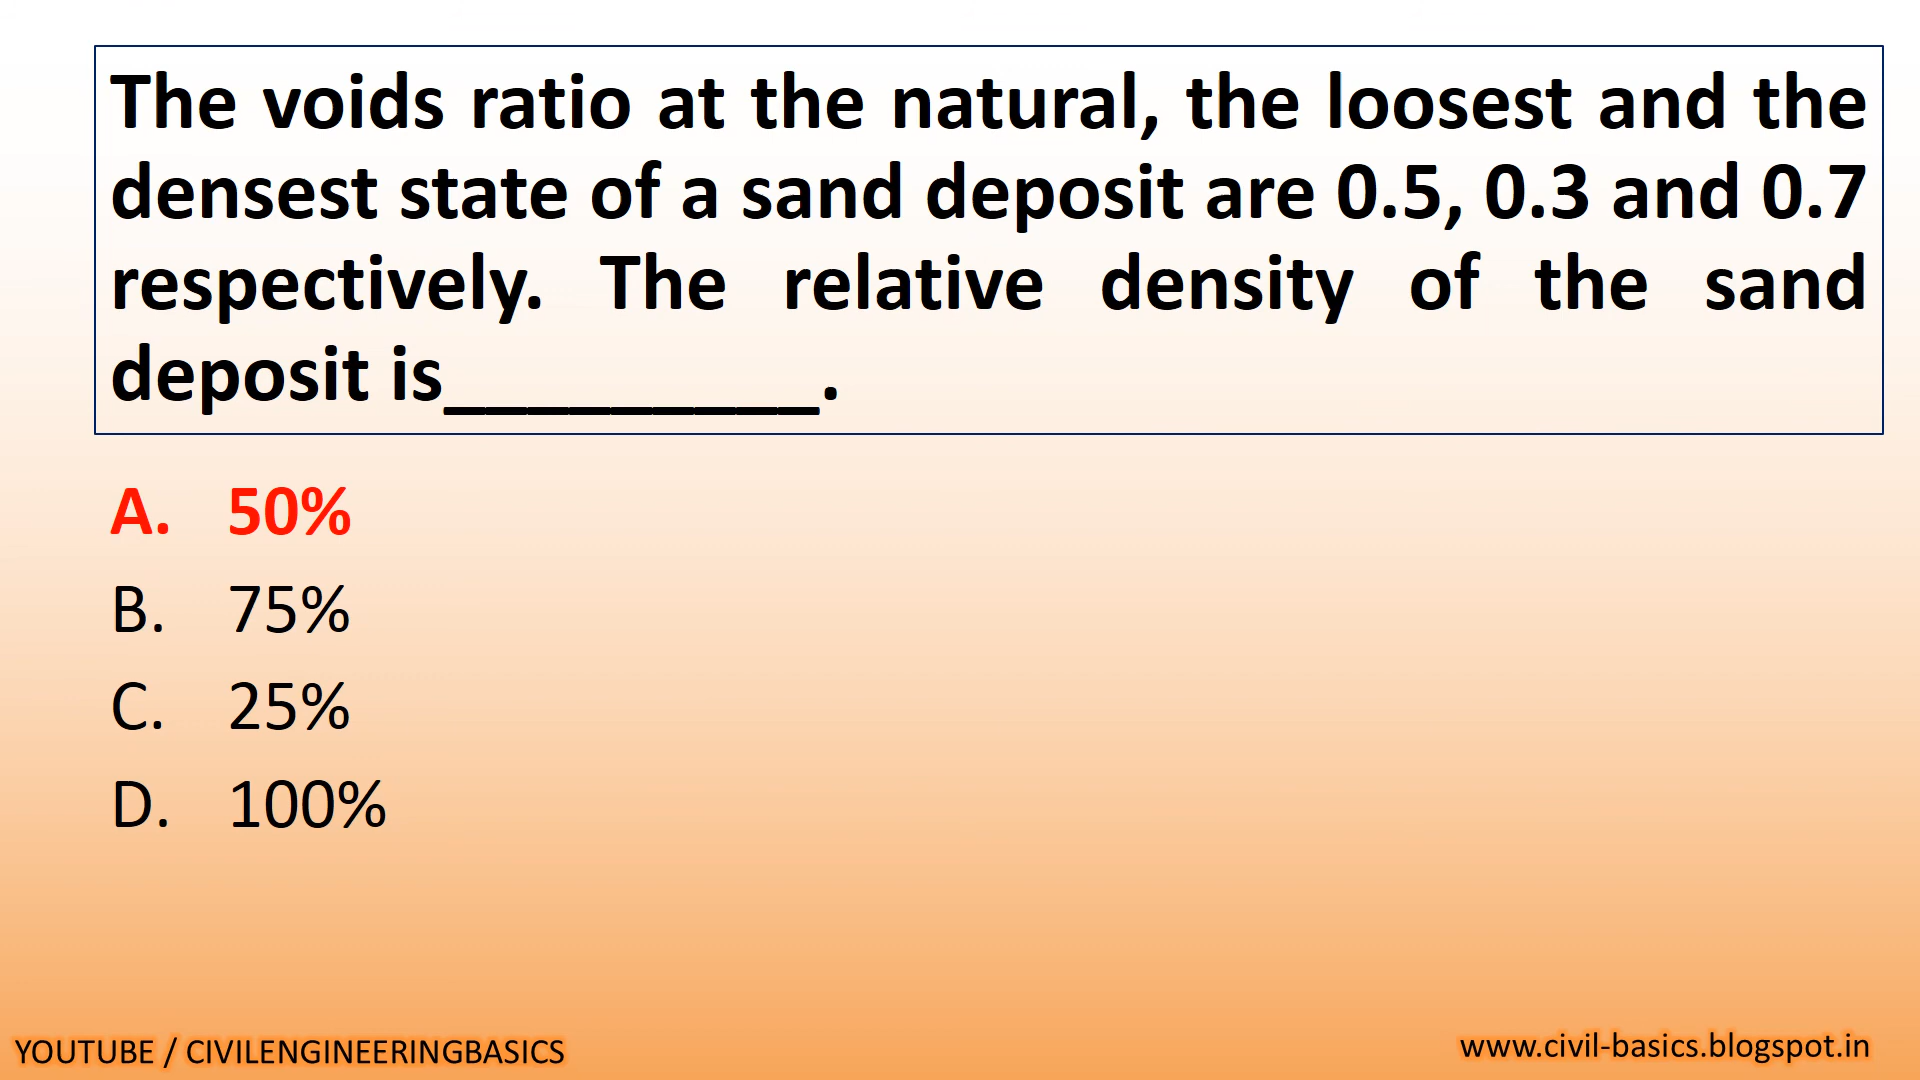 The voids ratio at the natural, the loosest and the
densest state of a sand deposit are 0.5, 0.3 and 0.7
respectively. The relative density of the sand
deposit is_________.
A. 50%
B. 75%
C. 25%
D. 100%
YOUTUBE / CIVILENGINEERINGBASICS
www.civil-basics.blogspot.in